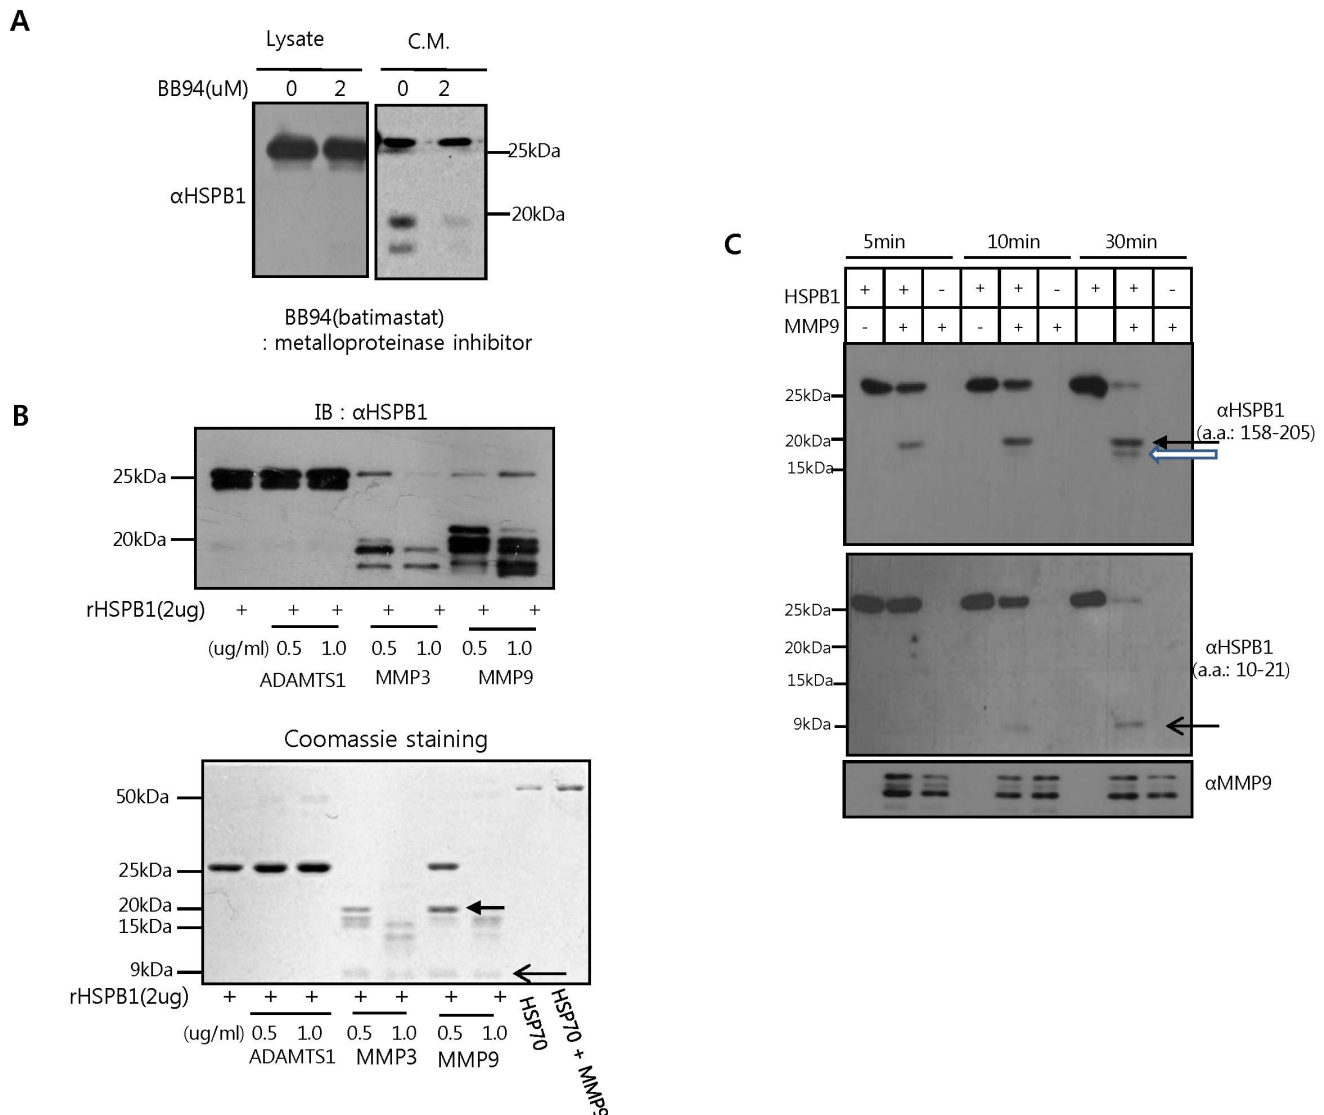 A
Lysate C.M.
BB94(uM) 0 2 0 2
αHSPB1
25kDa
20kDa
BB94(batimastat)
: metalloproteinase inhibitor
B
IB : αHSPB1
25kDa
20kDa
rHSPB1(2ug) + + + + + + +
(ug/ml) 0.5 1.0 0.5 1.0 0.5 1.0
ADAMTS1 MMP3 MMP9
Coomassie staining
50kDa
25kDa
20kDa
15kDa
9kDa
rHSPB1(2ug) + + + + + + +
(ug/ml) 0.5 1.0 0.5 1.0 0.5 1.0
ADAMTS1 MMP3 MMP9
HSP70
HSP70 + MMP9
C
5min 10min 30min
HSPB1 + + - + + - + + -
MMP9 - + + - + + + +
25kDa
20kDa
15kDa
αHSPB1
(a.a.: 158-205)
25kDa
20kDa
15kDa
9kDa
αHSPB1
(a.a.: 10-21)
αMMP9